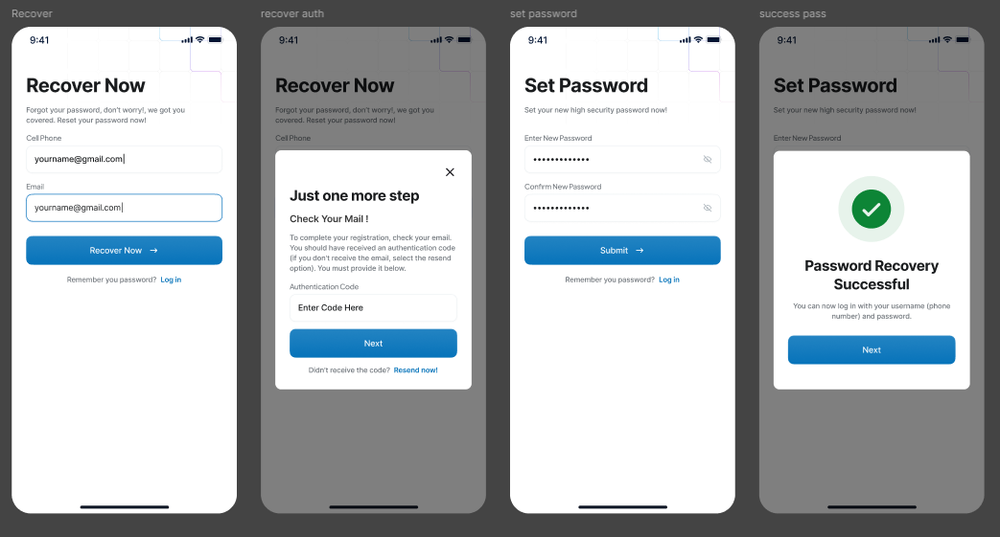 Recover
9:41
Recover Now
Forgot your password, don't worry!, we got you
covered. Reset your password now!
Cell Phone
yourname@gmail.com
Email
yourname@gmail.com
Recover Now →
Remember you password? Log in
recover auth
9:41
Recover Now
Forgot your password, don't worry!, we got you
covered. Reset your password now!
Cell Phone
Just one more step
Check Your Mail !
To complete your registration, check your email.
You should have received an authentication code
(if you don't receive the email, select the resend
option). You must provide it below.
Authentication Code
Enter Code Here
Next
Didn't receive the code? Resend now!
set password
9:41
Set Password
Set your new high security password now!
Enter New Password
•••••••••••••
Confirm New Password
•••••••••••••
Submit →
Remember you password? Log in
success pass
9:41
Set Password
Set your new high security password now!
Enter New Password
Password Recovery
Successful
You can now log in with your username (phone
number) and password.
Next